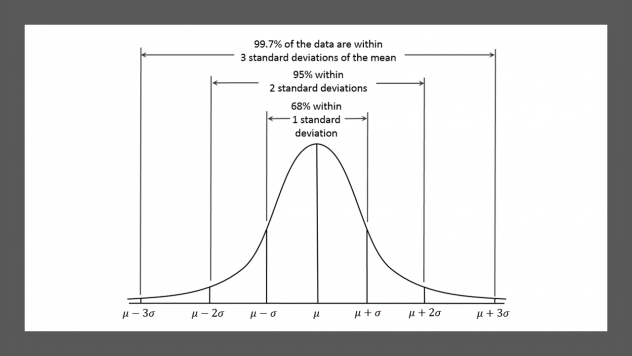 99.7% of the data are within
3 standard deviations of the mean
95% within
2 standard deviations
68% within
1 standard
deviation
μ − 3σ μ − 2σ μ − σ μ μ + σ μ + 2σ μ + 3σ